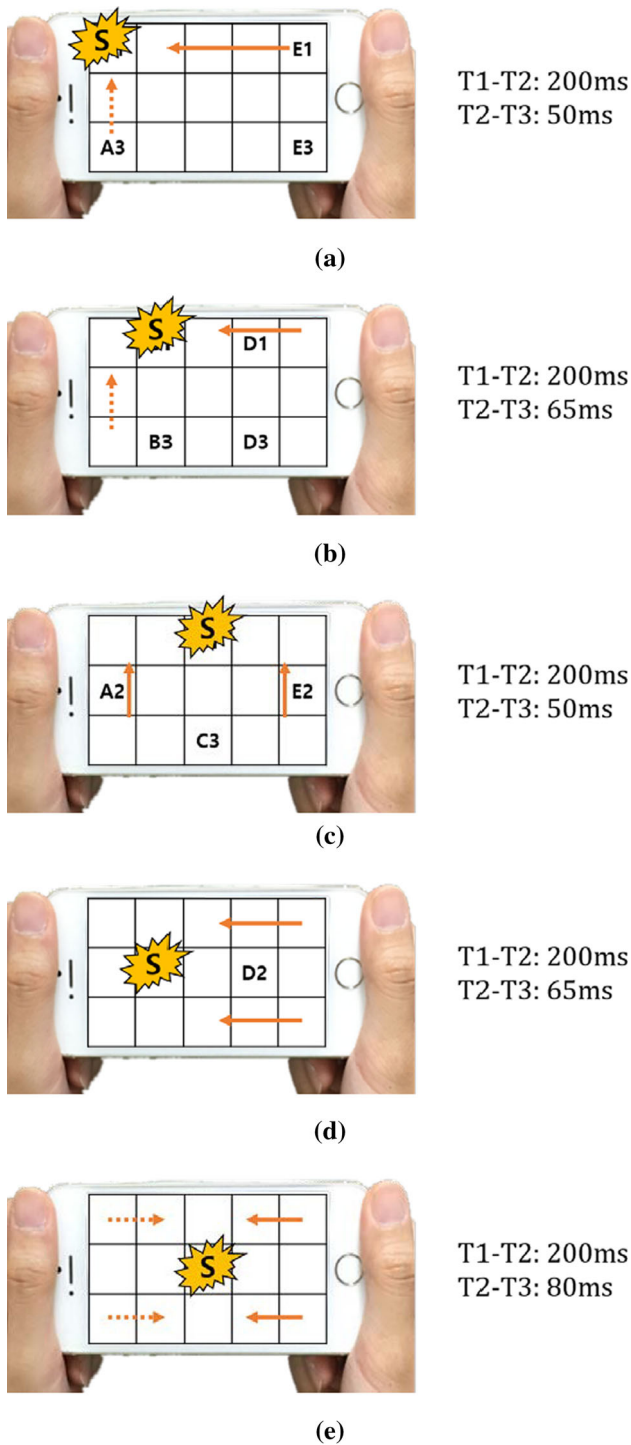 S
E1
A3
E3
T1-T2: 200ms
T2-T3: 50ms
(a)
S
D1
B3
D3
T1-T2: 200ms
T2-T3: 65ms
(b)
S
A2
E2
C3
T1-T2: 200ms
T2-T3: 50ms
(c)
S
D2
T1-T2: 200ms
T2-T3: 65ms
(d)
S
T1-T2: 200ms
T2-T3: 80ms
(e)